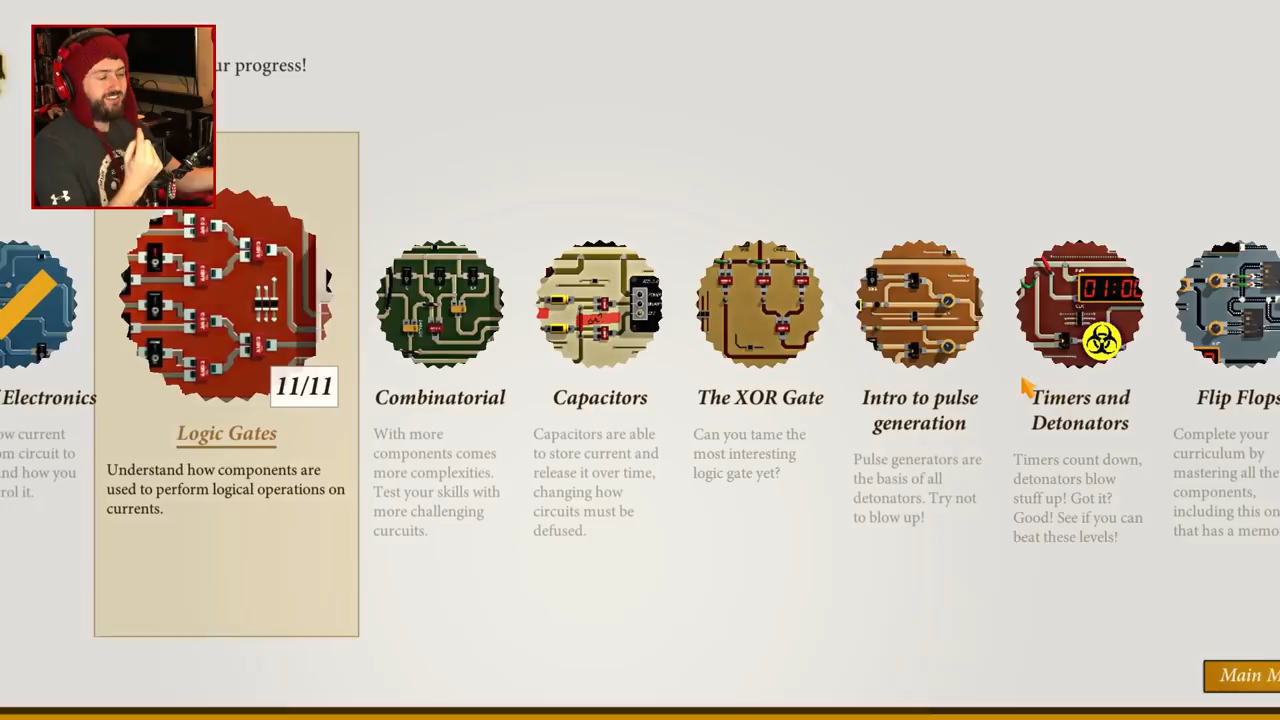 ur progress!
01:0
11/11
Electronics
ow current
om circuit to
nd how you
rol it.
Logic Gates
Understand how components are
used to perform logical operations on
currents.
Combinatorial
With more
components comes
more complexities.
Test your skills with
more challenging
curcuits.
Capacitors
Capacitors are able
to store current and
release it over time,
changing how
circuits must be
defused.
The XOR Gate
Can you tame the
most interesting
logic gate yet?
Intro to pulse
generation
Pulse generators are
the basis of all
detonators. Try not
to blow up!
Timers and
Detonators
Timers count down,
detonators blow
stuff up! Got it?
Good! See if you can
beat these levels!
Flip Flops
Complete your
curriculum by
mastering all the
components,
including this on
that has a memo
Main M